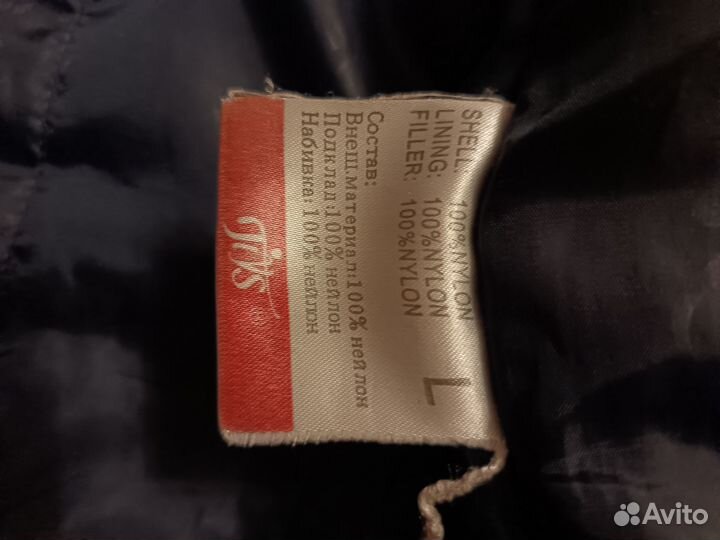 SHELL: 100%NYLON
LINING: 100%NYLON
FILLER: 100%NYLON
L
Состав:
Внеш.материал:100% нейлон
Подклад:100% нейлон
Набивка:100% нейлон
®
Avito